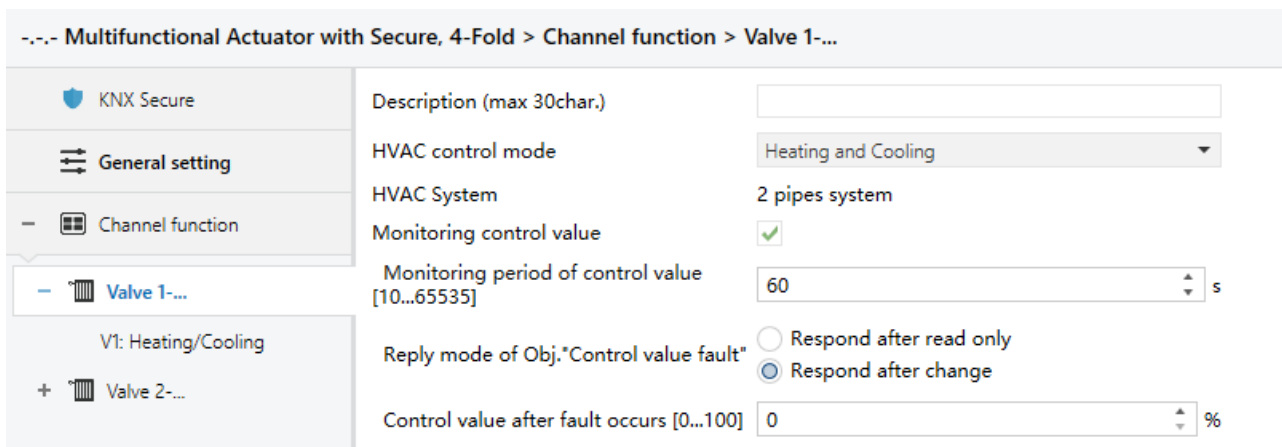 -.-.- Multifunctional Actuator with Secure, 4-Fold > Channel function > Valve 1-...
KNX Secure
General setting
Channel function
Valve 1-...
V1: Heating/Cooling
Valve 2-...
Description (max 30char.)
HVAC control mode Heating and Cooling
HVAC System 2 pipes system
Monitoring control value
Monitoring period of control value
[10...65535] 60 s
Reply mode of Obj."Control value fault" Respond after read only
Respond after change
Control value after fault occurs [0...100] 0 %